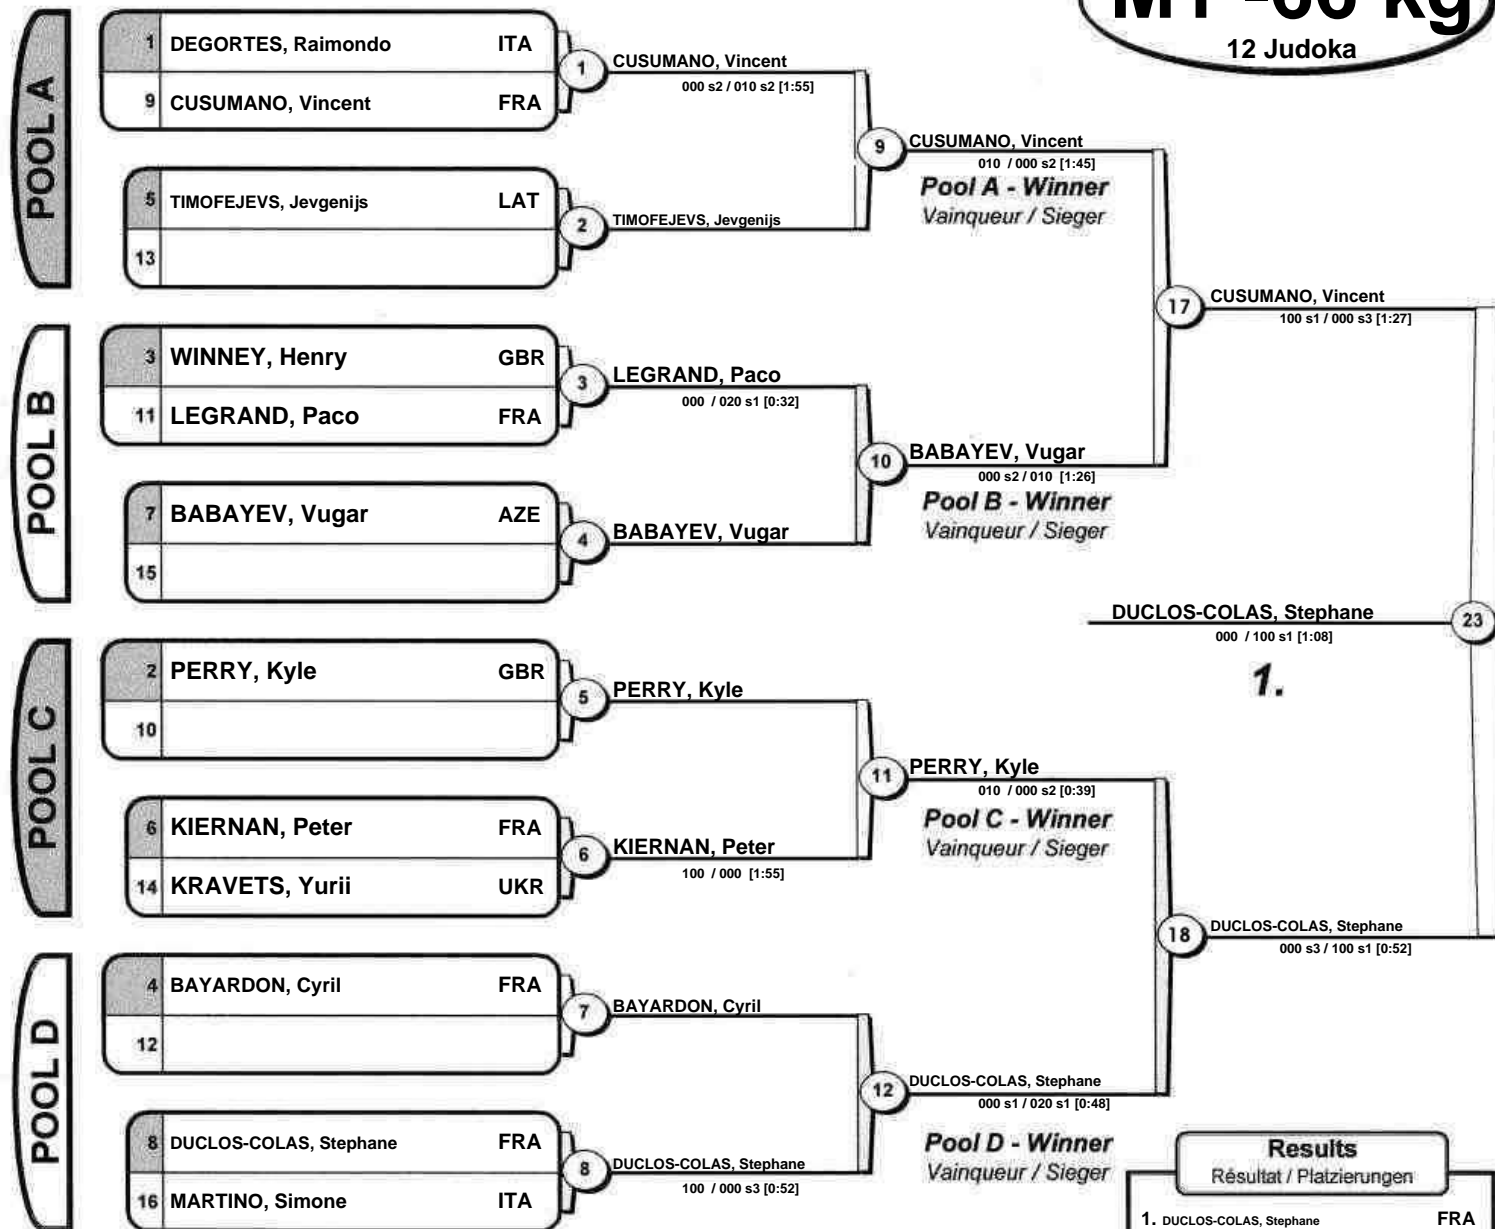 M1 -66 kg
12 Judoka
POOL A
1 DEGORTES, Raimondo ITA
9 CUSUMANO, Vincent FRA
1 CUSUMANO, Vincent
000 s2 / 010 s2 [1:55]
5 TIMOFEJEVS, Jevgenijs LAT
13
2 TIMOFEJEVS, Jevgenijs
9 CUSUMANO, Vincent
010 / 000 s2 [1:45]
Pool A - Winner
Vainqueur / Sieger
POOL B
3 WINNEY, Henry GBR
11 LEGRAND, Paco FRA
3 LEGRAND, Paco
000 / 020 s1 [0:32]
7 BABAYEV, Vugar AZE
15
4 BABAYEV, Vugar
10 BABAYEV, Vugar
000 s2 / 010 [1:26]
Pool B - Winner
Vainqueur / Sieger
17 CUSUMANO, Vincent
100 s1 / 000 s3 [1:27]
DUCLOS-COLAS, Stephane 23
000 / 100 s1 [1:08]
1.
POOL C
2 PERRY, Kyle GBR
10
5 PERRY, Kyle
6 KIERNAN, Peter FRA
14 KRAVETS, Yurii UKR
6 KIERNAN, Peter
100 / 000 [1:55]
11 PERRY, Kyle
010 / 000 s2 [0:39]
Pool C - Winner
Vainqueur / Sieger
18 DUCLOS-COLAS, Stephane
000 s3 / 100 s1 [0:52]
POOL D
4 BAYARDON, Cyril FRA
12
7 BAYARDON, Cyril
8 DUCLOS-COLAS, Stephane FRA
16 MARTINO, Simone ITA
8 DUCLOS-COLAS, Stephane
100 / 000 s3 [0:52]
12 DUCLOS-COLAS, Stephane
000 s1 / 020 s1 [0:48]
Pool D - Winner
Vainqueur / Sieger
Results
Résultat / Platzierungen
1. DUCLOS-COLAS, Stephane FRA